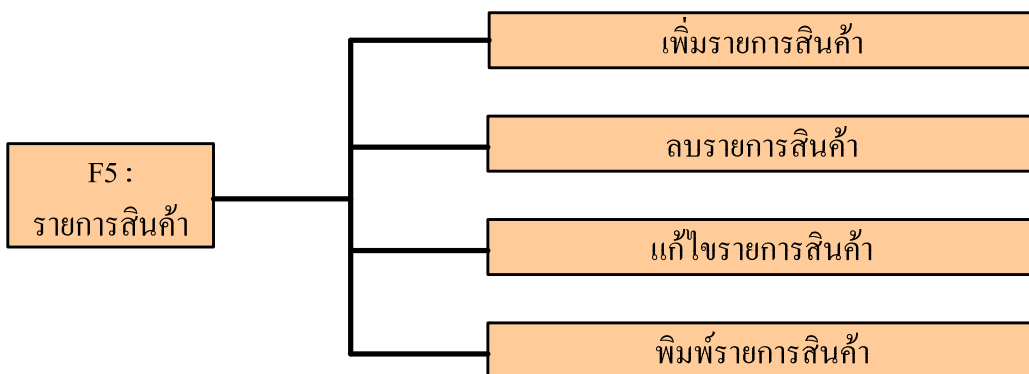 F5 :
รายการสินค้า
เพิ่มรายการสินค้า
ลบรายการสินค้า
แก้ไขรายการสินค้า
พิมพ์รายการสินค้า